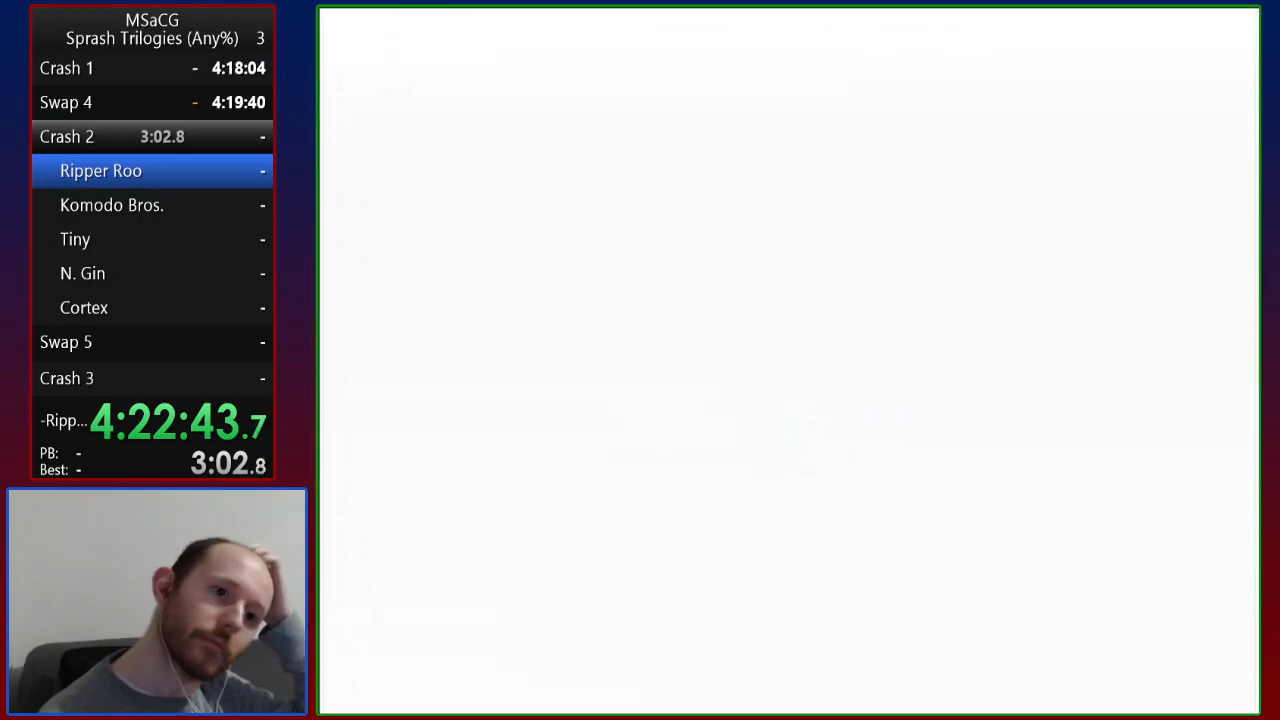 MSaCG
Sprash Trilogies (Any%) 3
Crash 1 - 4:18:04
Swap 4 - 4:19:40
Crash 2 3:02.8 -
Ripper Roo -
Komodo Bros. -
Tiny -
N. Gin -
Cortex -
Swap 5 -
Crash 3 -
-Ripp... 4:22:43.7
PB: -
Best: - 3:02.8